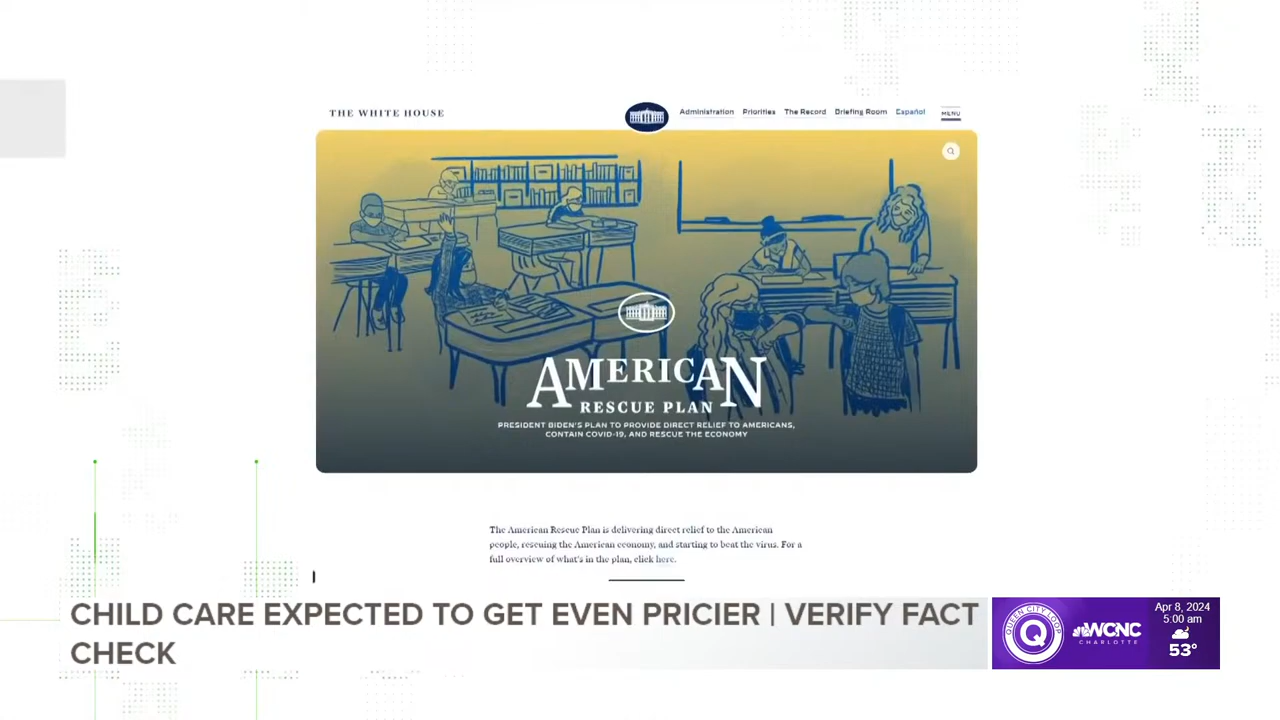 THE WHITE HOUSE
Administration Priorities The Record Briefing Room Español MENU
AMERICAN
RESCUE PLAN
PRESIDENT BIDEN'S PLAN TO PROVIDE DIRECT RELIEF TO AMERICANS,
CONTAIN COVID-19, AND RESCUE THE ECONOMY
The American Rescue Plan is delivering direct relief to the American
people, rescuing the American economy, and starting to beat the virus. For a
full overview of what's in the plan, click here.
CHILD CARE EXPECTED TO GET EVEN PRICIER | VERIFY FACT
CHECK
QUEEN CITY LOOP
Q
WCNC
CHARLOTTE
Apr 8, 2024
5:00 am
53°